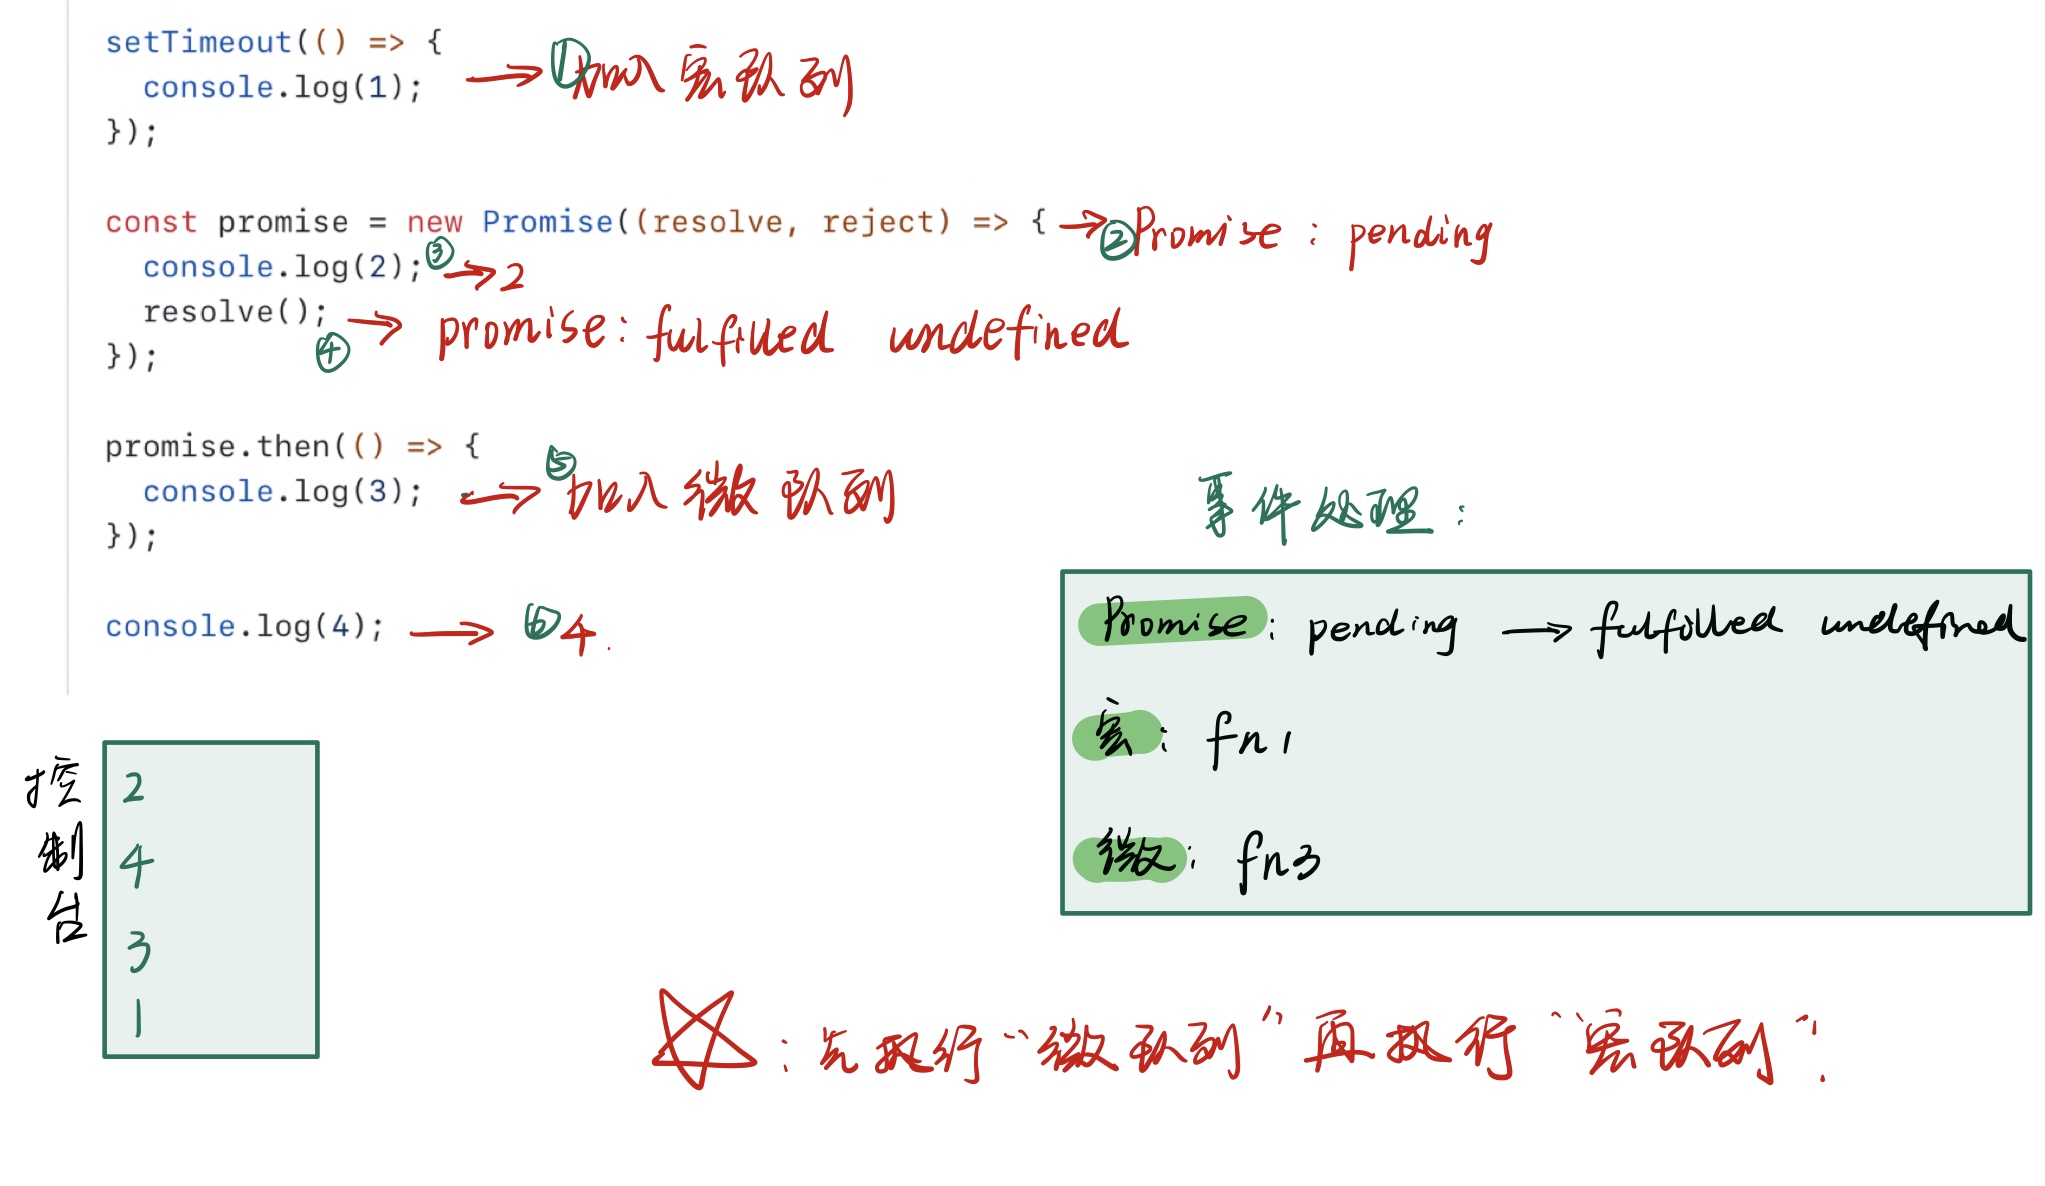 setTimeout(() => {
console.log(1); → ①加入宏队列
});
const promise = new Promise((resolve, reject) => { → ②Promise : pending
console.log(2); ③ → 2
resolve(); ④ → promise: fulfilled undefined
});
promise.then(() => {
console.log(3); → ⑤加入微队列
});
console.log(4); → ⑥4.
事件处理:
Promise: pending → fulfilled undefined
宏: fn1
微: fn3
控制台
2
4
3
1
☆:先执行"微队列"再执行"宏队列"!